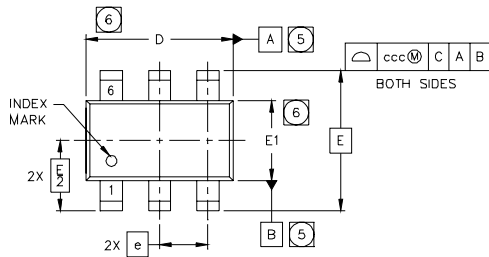 6
D
A
5
⌓ ccc Ⓜ C A B
BOTH SIDES
6
INDEX
MARK
E1
6
E
2X E/2
1
B
5
2X e